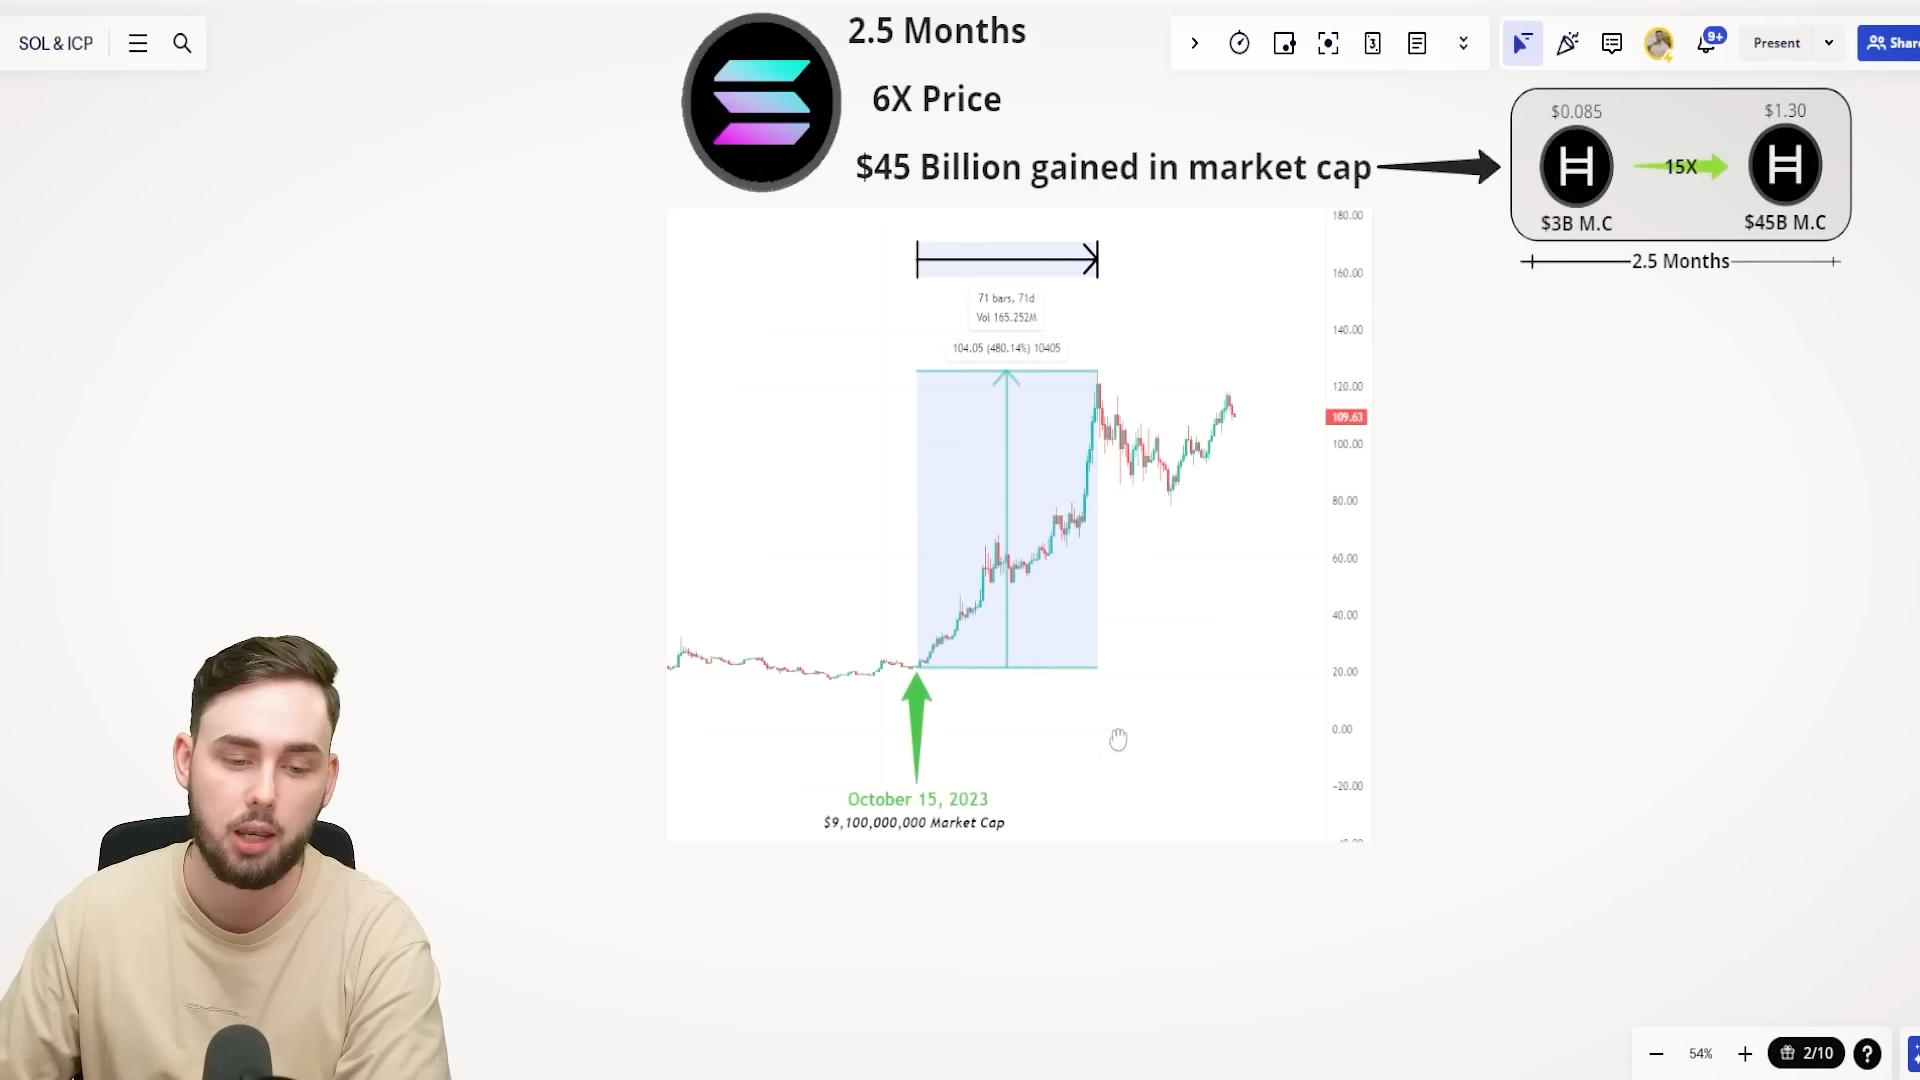 SOL & ICP
2.5 Months
6X Price
$45 Billion gained in market cap
3
9+
Present
Share
$0.085
$1.30
15X
$3B M.C
$45B M.C
2.5 Months
180.00
160.00
71 bars, 71d
Vol 165.252M
140.00
104.05 (480.14%) 10405
120.00
109.63
100.00
80.00
60.00
40.00
20.00
0.00
-20.00
October 15, 2023
$9,100,000,000 Market Cap
54%
2/10
?